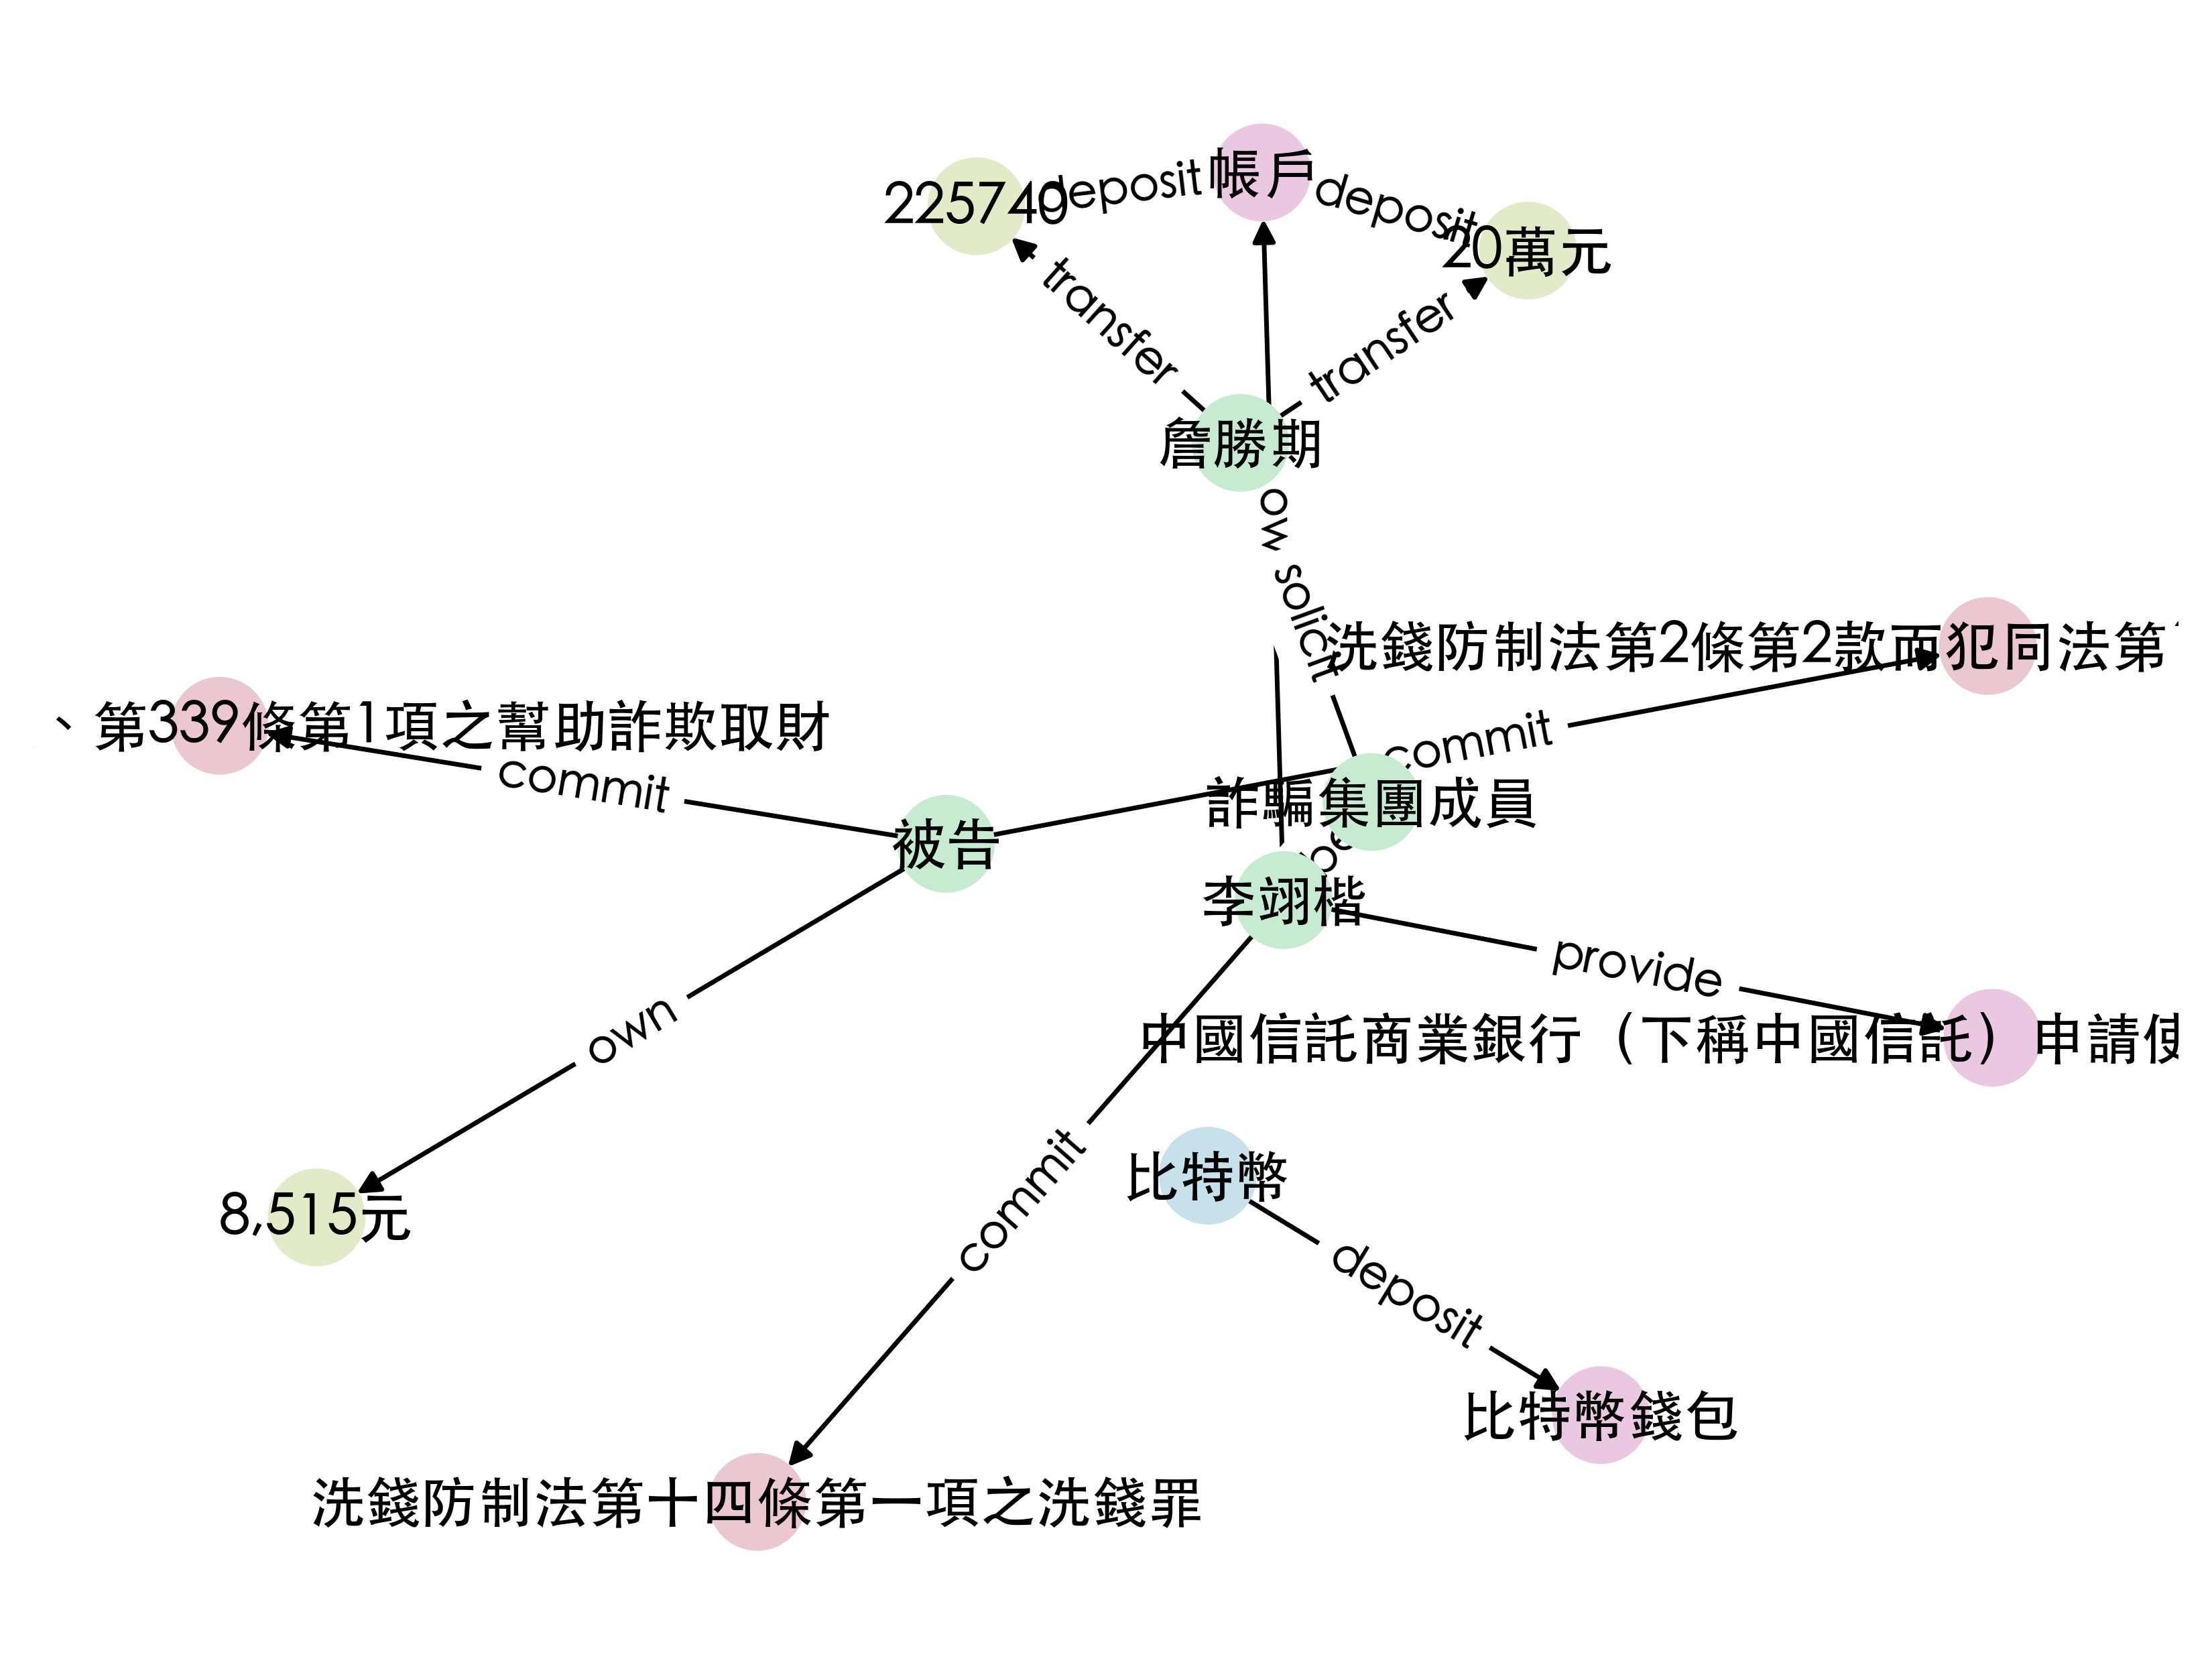 帳戶
deposit
deposit
225740
20萬元
transfer
transfer
詹勝期
solicit
洗錢防制法第2條第2款而犯同法第
、第339條第1項之幫助詐欺取財
commit
commit
詐騙集團成員
被告
李翊楷
provide
own
中國信託商業銀行（下稱中國信託）申請使
比特幣
commit
8,515元
deposit
比特幣錢包
洗錢防制法第十四條第一項之洗錢罪